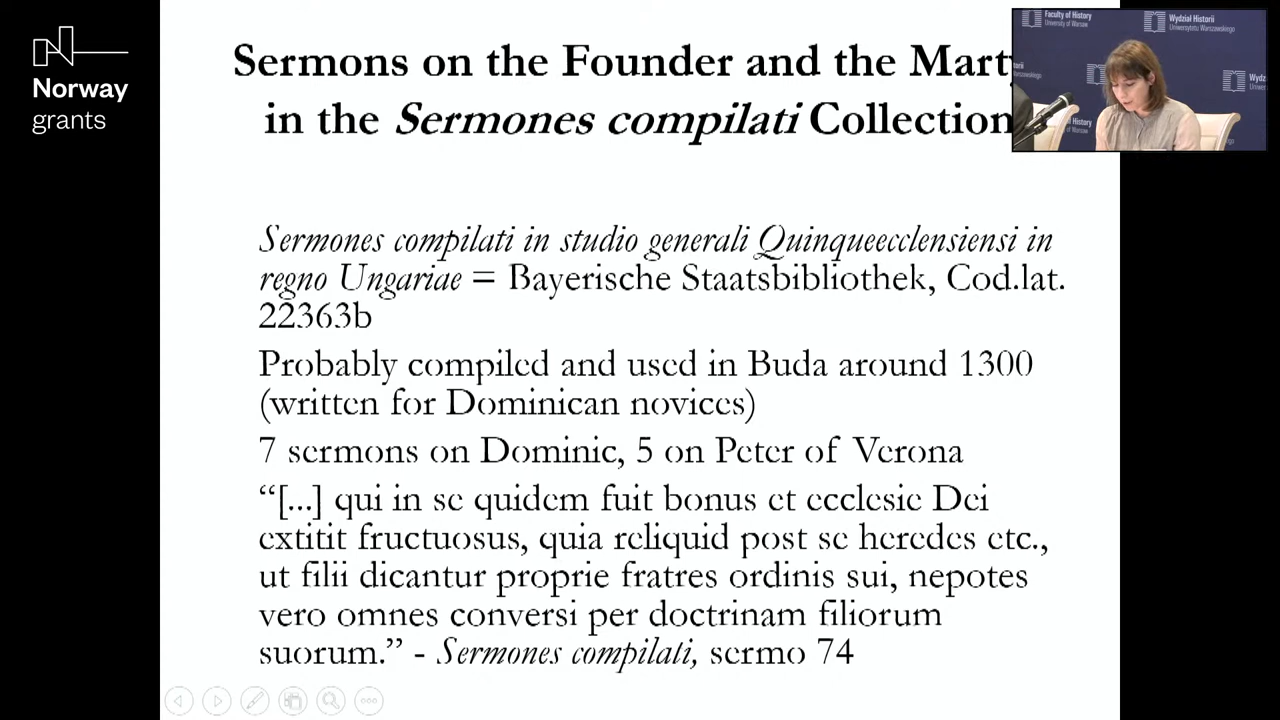 Norway
grants
Sermons on the Founder and the
in the Sermones compilati Collection
Faculty of History
University of Warsaw
Wydział Historii
Uniwersytetu Warszawskiego
Sermones compilati in studio generali Quinqueecclensiensi in
regno Ungariae = Bayerische Staatsbibliothek, Cod.lat.
22363b
Probably compiled and used in Buda around 1300
(written for Dominican novices)
7 sermons on Dominic, 5 on Peter of Verona
“[...] qui in se quidem fuit bonus et ecclesie Dei
extitit fructuosus, quia reliquid post se heredes etc.,
ut filii dicantur proprie fratres ordinis sui, nepotes
vero omnes conversi per doctrinam filiorum
suorum.” - Sermones compilati, sermo 74